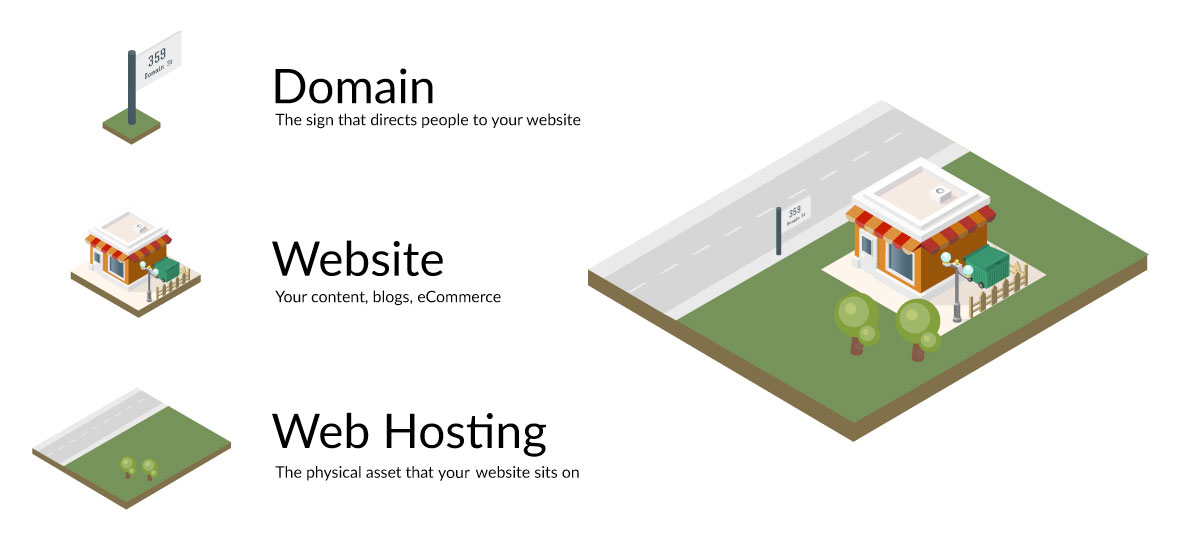 359
Domain St
Domain
The sign that directs people to your website
Website
Your content, blogs, eCommerce
Web Hosting
The physical asset that your website sits on
359
Domain St